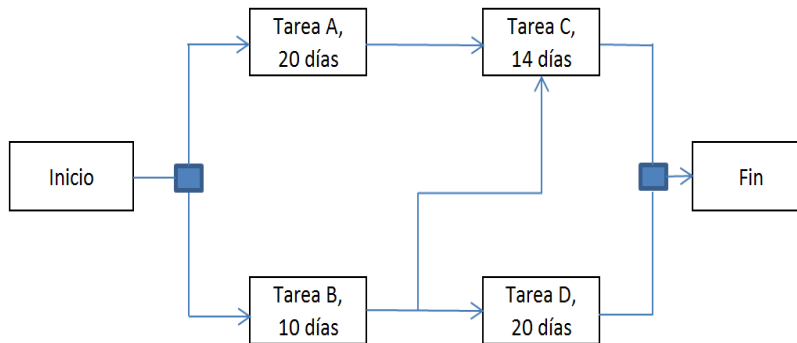 Tarea A,
20 días
Tarea C,
14 días
Inicio
Fin
Tarea B,
10 días
Tarea D,
20 días